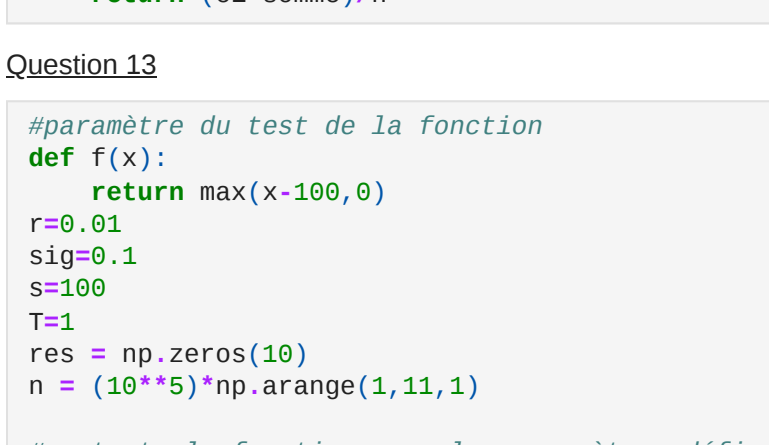 Question 13
#paramètre du test de la fonction
def f(x):
    return max(x-100,0)
r=0.01
sig=0.1
s=100
T=1
res = np.zeros(10)
n = (10**5)*np.arange(1,11,1)